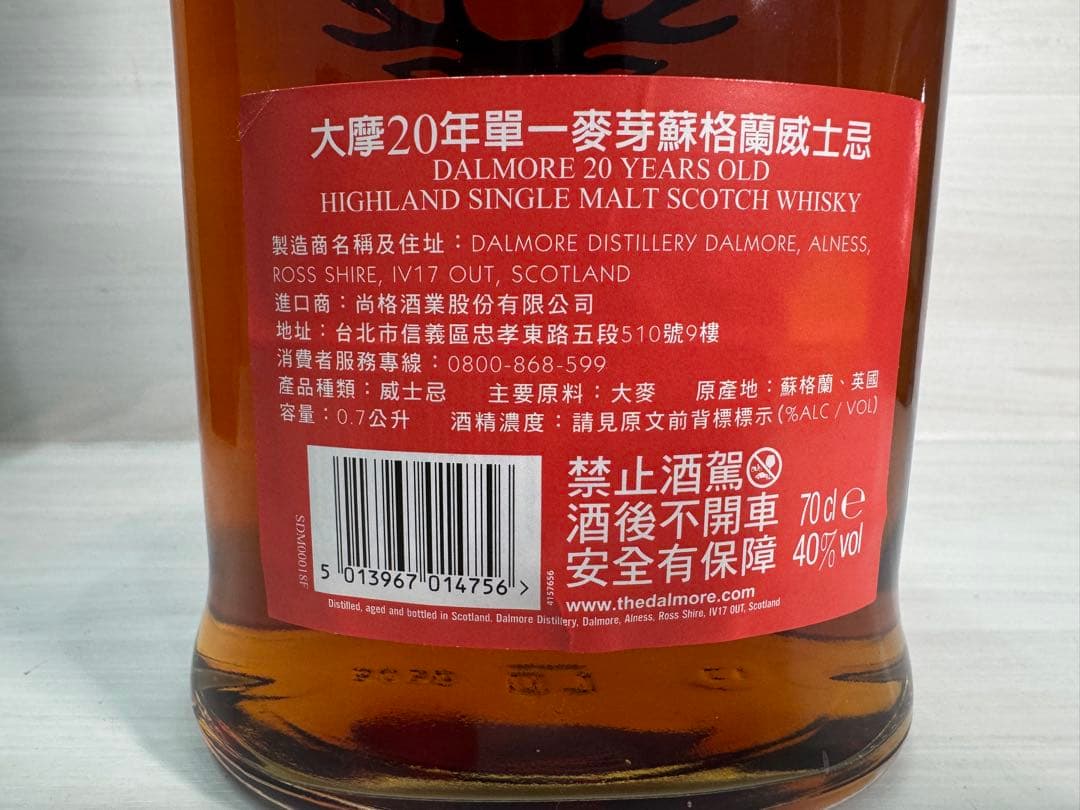 大摩20年單一麥芽蘇格蘭威士忌
DALMORE 20 YEARS OLD
HIGHLAND SINGLE MALT SCOTCH WHISKY
製造商名稱及住址：DALMORE DISTILLERY DALMORE, ALNESS,
ROSS SHIRE, IV17 OUT, SCOTLAND
進口商：尚格酒業股份有限公司
地址：台北市信義區忠孝東路五段510號9樓
消費者服務專線：0800-868-599
產品種類：威士忌 主要原料：大麥 原產地：蘇格蘭、英國
容量：0.7公升 酒精濃度：請見原文前背標標示(%ALC / VOL)
SDM00018F
5 013967 014756 >
4157656
禁止酒駕
酒後不開車
安全有保障
70 cl e
40% vol
www.thedalmore.com
Distilled, aged and bottled in Scotland. Dalmore Distillery, Dalmore, Alness, Ross Shire, IV17 0UT, Scotland